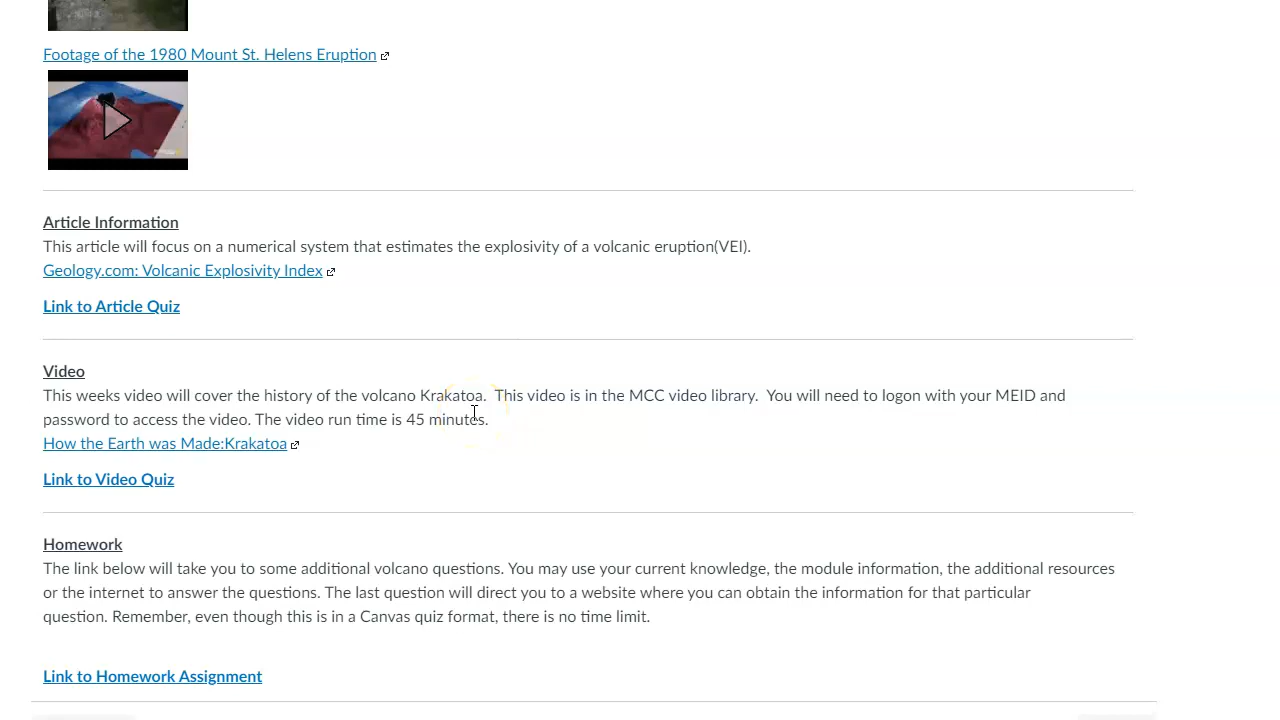 Footage of the 1980 Mount St. Helens Eruption
Article Information
This article will focus on a numerical system that estimates the explosivity of a volcanic eruption(VEI).
Geology.com: Volcanic Explosivity Index
Link to Article Quiz
Video
This weeks video will cover the history of the volcano Krakatoa.  This video is in the MCC video library.  You will need to logon with your MEID and
password to access the video. The video run time is 45 minutes.
How the Earth was Made:Krakatoa
Link to Video Quiz
Homework
The link below will take you to some additional volcano questions. You may use your current knowledge, the module information, the additional resources
or the internet to answer the questions. The last question will direct you to a website where you can obtain the information for that particular
question. Remember, even though this is in a Canvas quiz format, there is no time limit.
Link to Homework Assignment